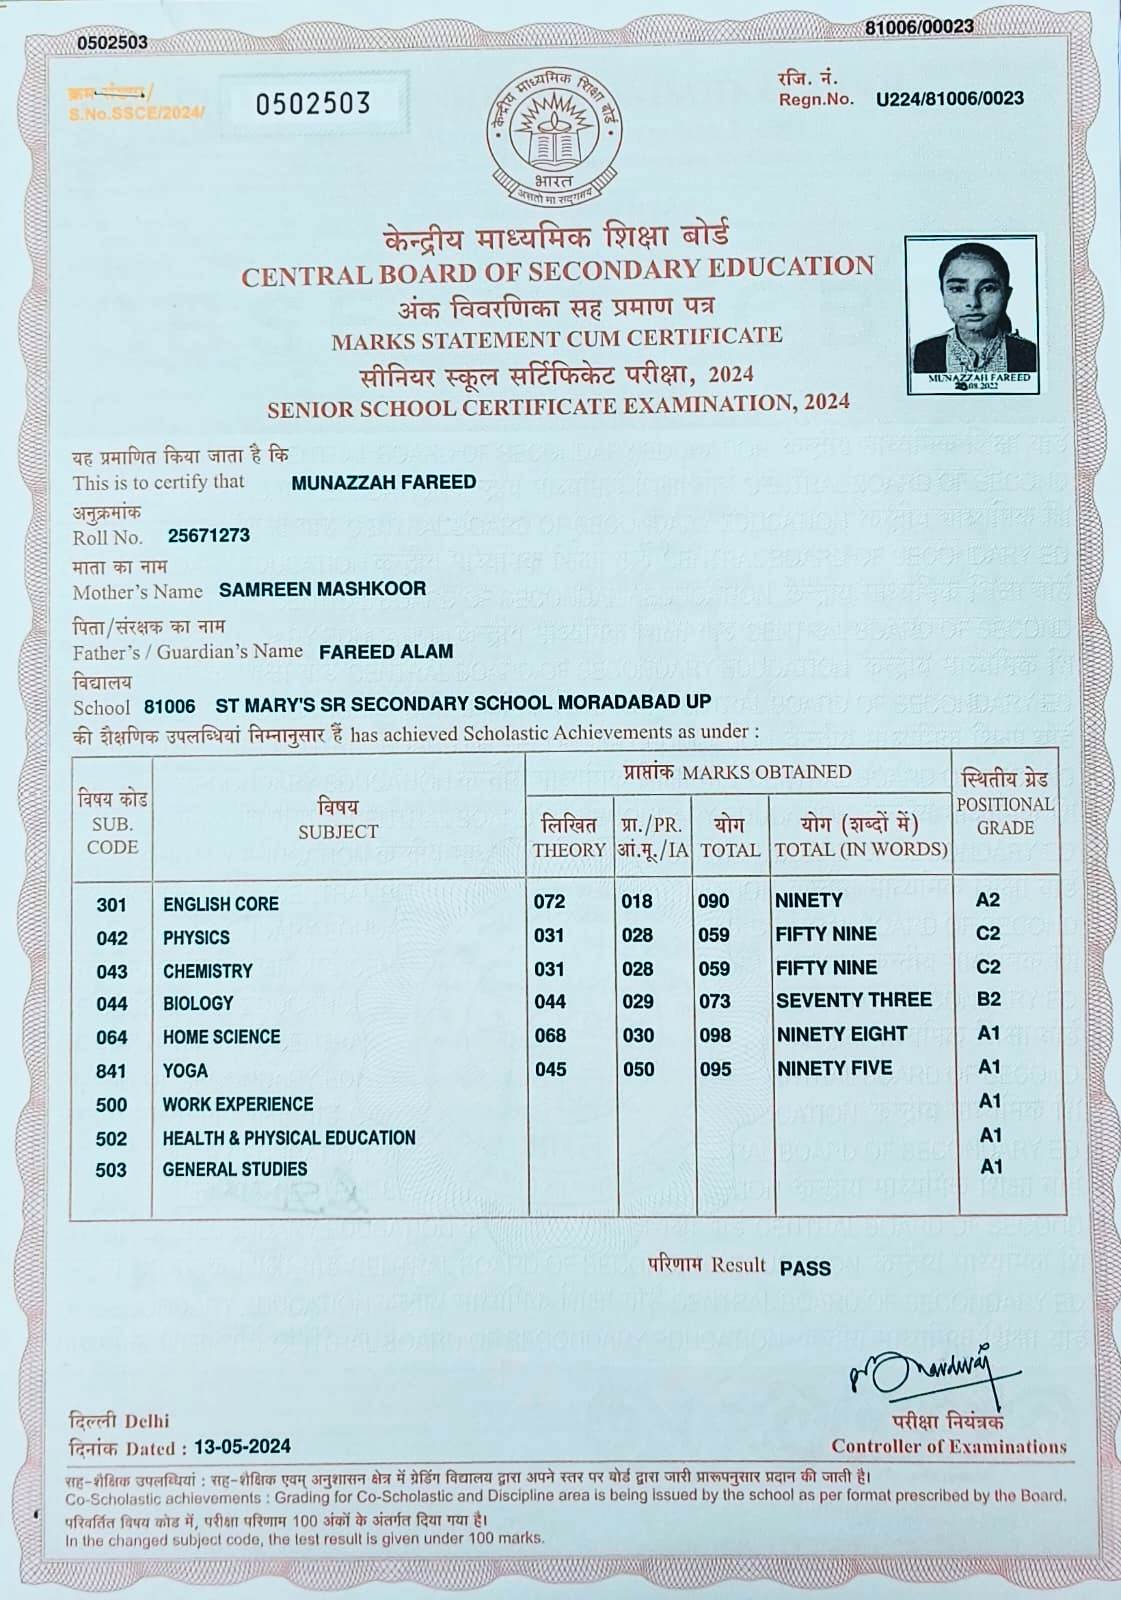 0502503
81006/00023
क्रम संख्या/
S.No.SSCE/2024/
0502503
रजि. नं.
Regn.No. U224/81006/0023
केन्द्रीय माध्यमिक शिक्षा बोर्ड
भारत
असतो मा सद्गमय
केन्द्रीय माध्यमिक शिक्षा बोर्ड
CENTRAL BOARD OF SECONDARY EDUCATION
अंक विवरणिका सह प्रमाण पत्र
MARKS STATEMENT CUM CERTIFICATE
सीनियर स्कूल सर्टिफिकेट परीक्षा, 2024
SENIOR SCHOOL CERTIFICATE EXAMINATION, 2024
MUNAZZAH FAREED
.08.2022
यह प्रमाणित किया जाता है कि
This is to certify that MUNAZZAH FAREED
अनुक्रमांक
Roll No. 25671273
माता का नाम
Mother's Name SAMREEN MASHKOOR
पिता/संरक्षक का नाम
Father's / Guardian's Name FAREED ALAM
विद्यालय
School 81006 ST MARY'S SR SECONDARY SCHOOL MORADABAD UP
की शैक्षणिक उपलब्धियां निम्नानुसार हैं has achieved Scholastic Achievements as under :
विषय कोड SUB. CODE विषय SUBJECT प्राप्तांक MARKS OBTAINED स्थितीय ग्रेड POSITIONAL GRADE
लिखित THEORY प्रा./PR. आं.मू./IA योग TOTAL योग (शब्दों में) TOTAL (IN WORDS)
301 ENGLISH CORE 072 018 090 NINETY A2
042 PHYSICS 031 028 059 FIFTY NINE C2
043 CHEMISTRY 031 028 059 FIFTY NINE C2
044 BIOLOGY 044 029 073 SEVENTY THREE B2
064 HOME SCIENCE 068 030 098 NINETY EIGHT A1
841 YOGA 045 050 095 NINETY FIVE A1
500 WORK EXPERIENCE A1
502 HEALTH & PHYSICAL EDUCATION A1
503 GENERAL STUDIES A1
परिणाम Result PASS
दिल्ली Delhi
दिनांक Dated : 13-05-2024
परीक्षा नियंत्रक
Controller of Examinations
सह-शैक्षिक उपलब्धियां : सह-शैक्षिक एवम् अनुशासन क्षेत्र में ग्रेडिंग विद्यालय द्वारा अपने स्तर पर बोर्ड द्वारा जारी प्रारूपनुसार प्रदान की जाती है।
Co-Scholastic achievements : Grading for Co-Scholastic and Discipline area is being issued by the school as per format prescribed by the Board.
परिवर्तित विषय कोड में, परीक्षा परिणाम 100 अंकों के अंतर्गत दिया गया है।
In the changed subject code, the test result is given under 100 marks.